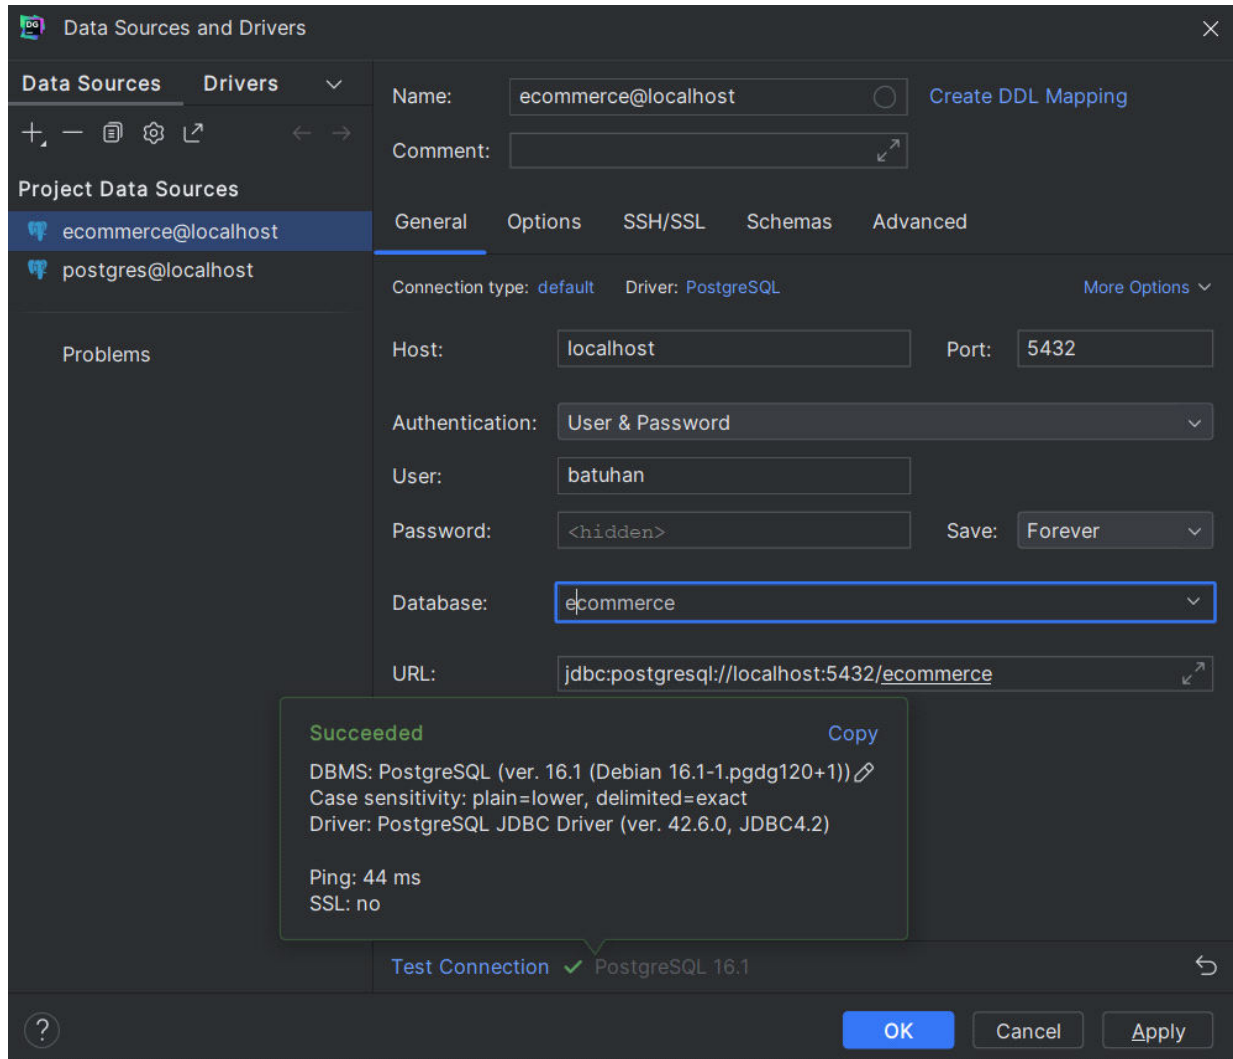 DG
Data Sources and Drivers
Data Sources Drivers
Project Data Sources
ecommerce@localhost
postgres@localhost
Problems
Name: ecommerce@localhost Create DDL Mapping
Comment:
General Options SSH/SSL Schemas Advanced
Connection type: default Driver: PostgreSQL More Options
Host: localhost Port: 5432
Authentication: User & Password
User: batuhan
Password: <hidden> Save: Forever
Database: ecommerce
URL: jdbc:postgresql://localhost:5432/ecommerce
Succeeded Copy
DBMS: PostgreSQL (ver. 16.1 (Debian 16.1-1.pgdg120+1))
Case sensitivity: plain=lower, delimited=exact
Driver: PostgreSQL JDBC Driver (ver. 42.6.0, JDBC4.2)
Ping: 44 ms
SSL: no
Test Connection PostgreSQL 16.1
? OK Cancel Apply